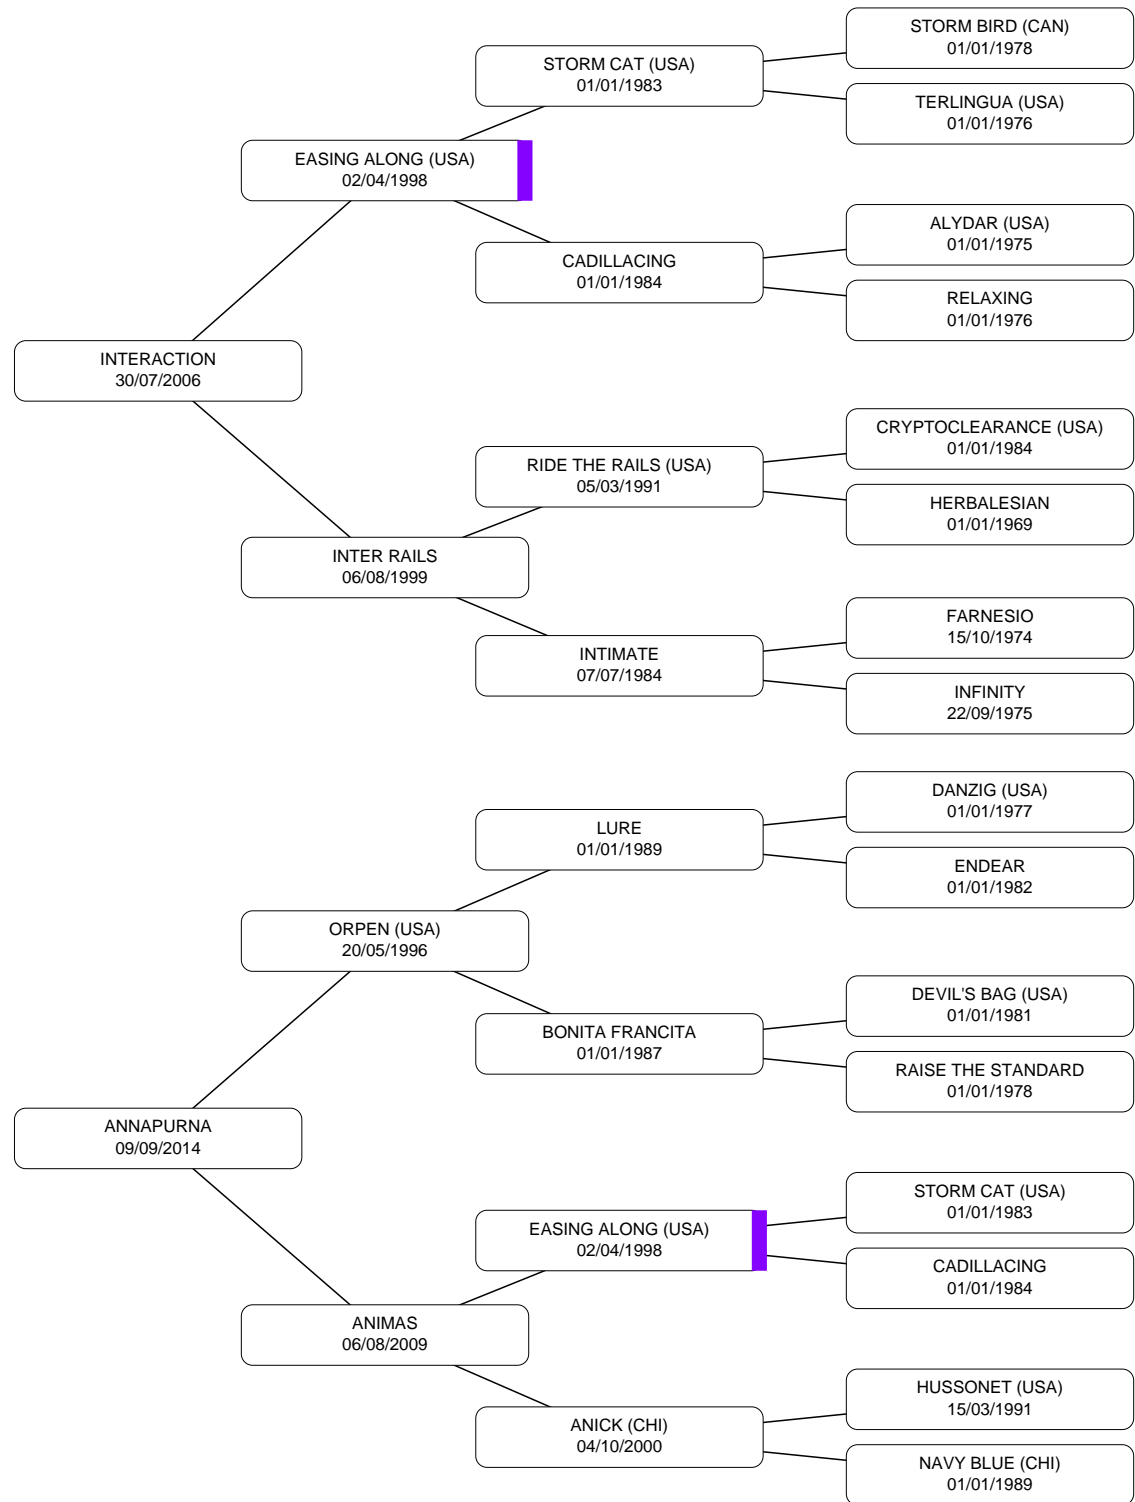 STORM BIRD (CAN)
01/01/1978
STORM CAT (USA)
01/01/1983
TERLINGUA (USA)
01/01/1976
EASING ALONG (USA)
02/04/1998
ALYDAR (USA)
01/01/1975
CADILLACING
01/01/1984
RELAXING
01/01/1976
INTERACTION
30/07/2006
CRYPTOCLEARANCE (USA)
01/01/1984
RIDE THE RAILS (USA)
05/03/1991
HERBALESIAN
01/01/1969
INTER RAILS
06/08/1999
FARNESIO
15/10/1974
INTIMATE
07/07/1984
INFINITY
22/09/1975
DANZIG (USA)
01/01/1977
LURE
01/01/1989
ENDEAR
01/01/1982
ORPEN (USA)
20/05/1996
DEVIL'S BAG (USA)
01/01/1981
BONITA FRANCITA
01/01/1987
RAISE THE STANDARD
01/01/1978
ANNAPURNA
09/09/2014
STORM CAT (USA)
01/01/1983
EASING ALONG (USA)
02/04/1998
CADILLACING
01/01/1984
ANIMAS
06/08/2009
HUSSONET (USA)
15/03/1991
ANICK (CHI)
04/10/2000
NAVY BLUE (CHI)
01/01/1989